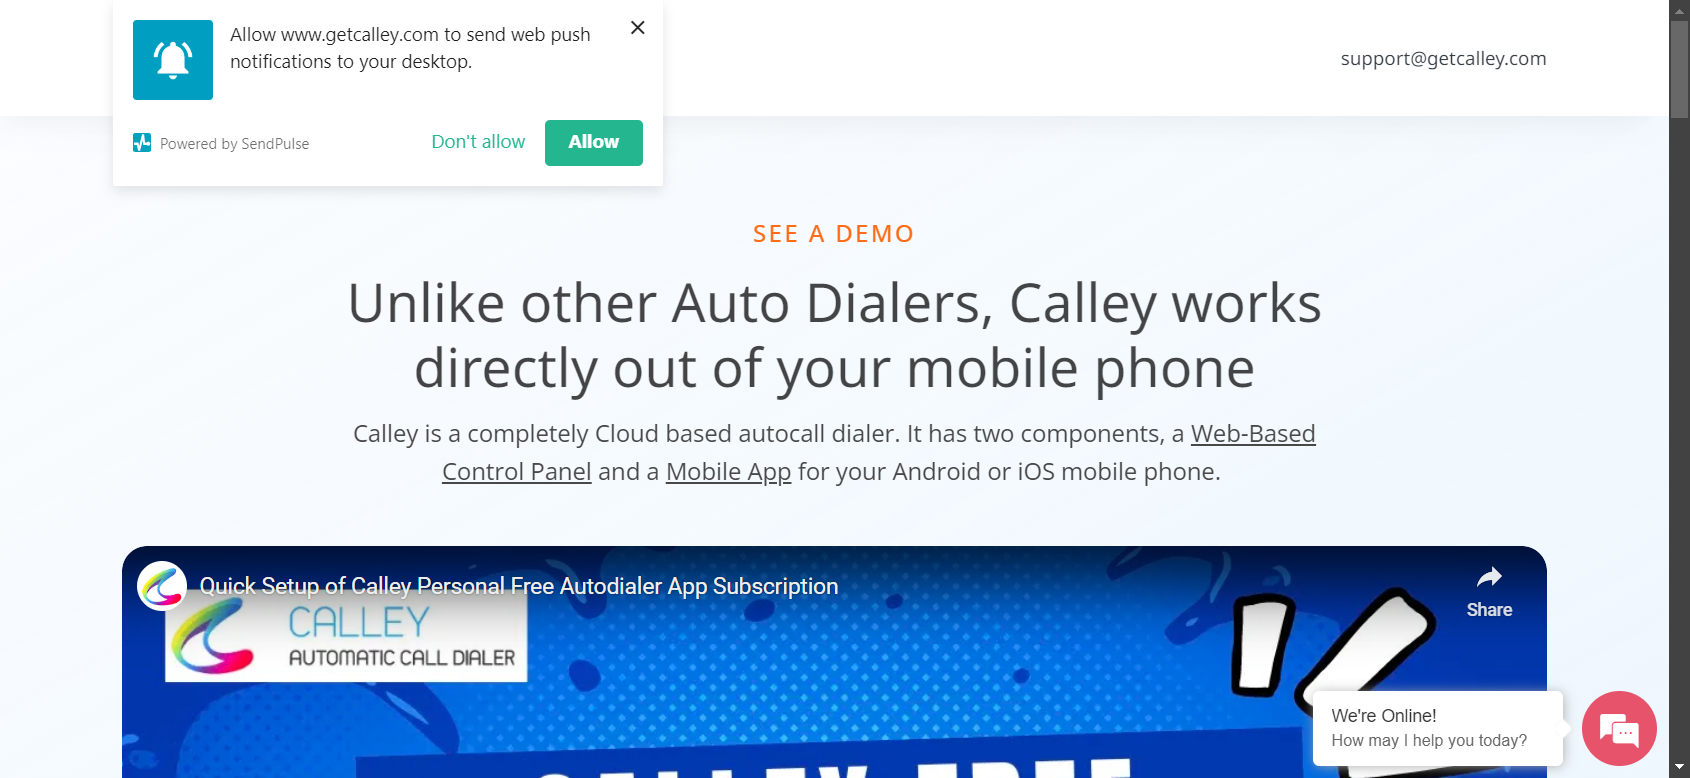 Allow www.getcalley.com to send web push
notifications to your desktop.
Powered by SendPulse
Don't allow
Allow
support@getcalley.com
SEE A DEMO
Unlike other Auto Dialers, Calley works
directly out of your mobile phone
Calley is a completely Cloud based autocall dialer. It has two components, a Web-Based
Control Panel and a Mobile App for your Android or iOS mobile phone.
Quick Setup of Calley Personal Free Autodialer App Subscription
Share
CALLEY
AUTOMATIC CALL DIALER
CALLEY FREE
We're Online!
How may I help you today?